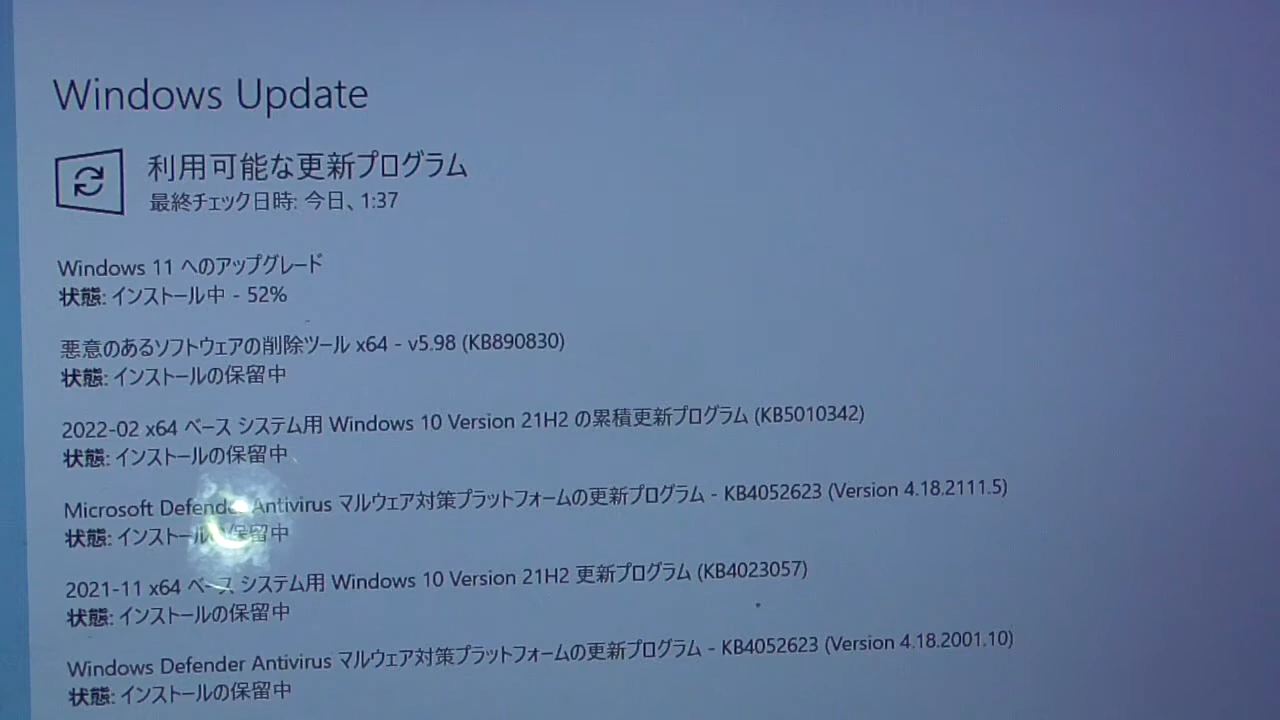 Windows Update
利用可能な更新プログラム
最終チェック日時: 今日、1:37
Windows 11 へのアップグレード
状態: インストール中 - 52%
悪意のあるソフトウェアの削除ツール x64 - v5.98 (KB890830)
状態: インストールの保留中
2022-02 x64 ベース システム用 Windows 10 Version 21H2 の累積更新プログラム (KB5010342)
状態: インストールの保留中
Microsoft Defender Antivirus マルウェア対策プラットフォームの更新プログラム - KB4052623 (Version 4.18.2111.5)
状態: インストールの保留中
2021-11 x64 ベース システム用 Windows 10 Version 21H2 更新プログラム (KB4023057)
状態: インストールの保留中
Windows Defender Antivirus マルウェア対策プラットフォームの更新プログラム - KB4052623 (Version 4.18.2001.10)
状態: インストールの保留中